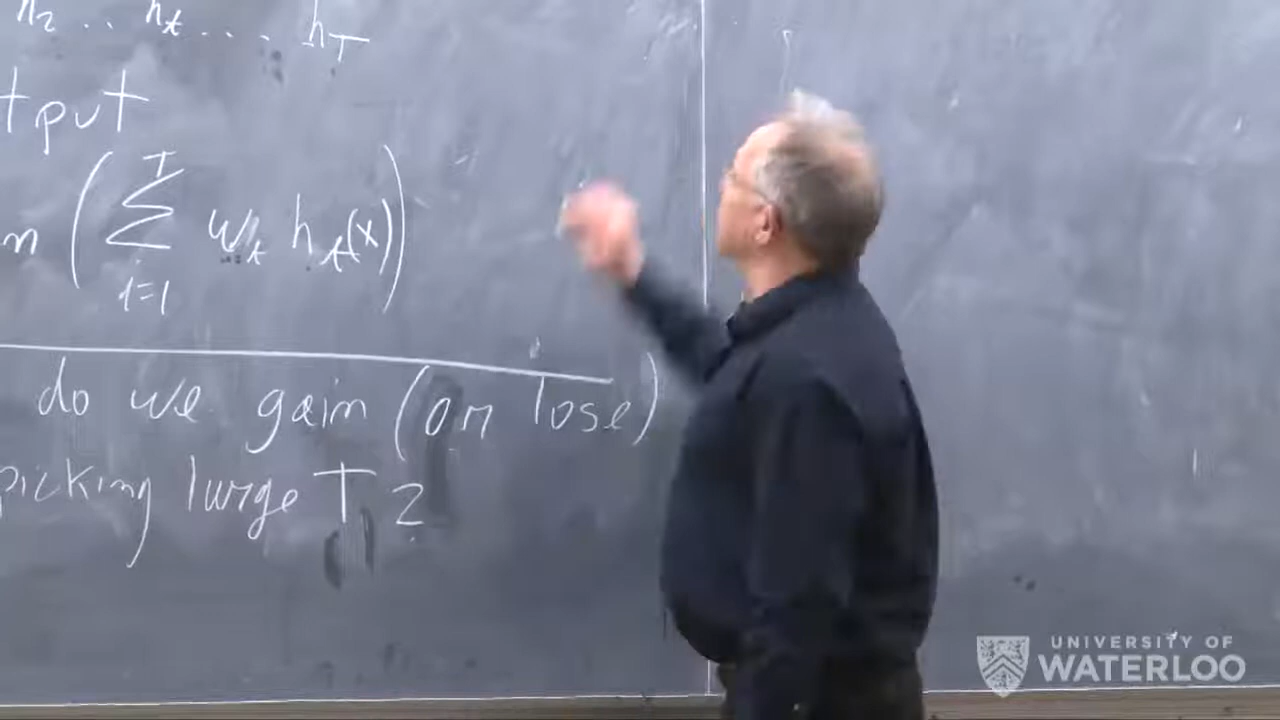 h₂ .. hₜ ... h_T
tput
n ( ∑_{i=1}^{T} wₜ hₜ(x) )
do we gain (or lose)
picking large T ?
UNIVERSITY OF
WATERLOO